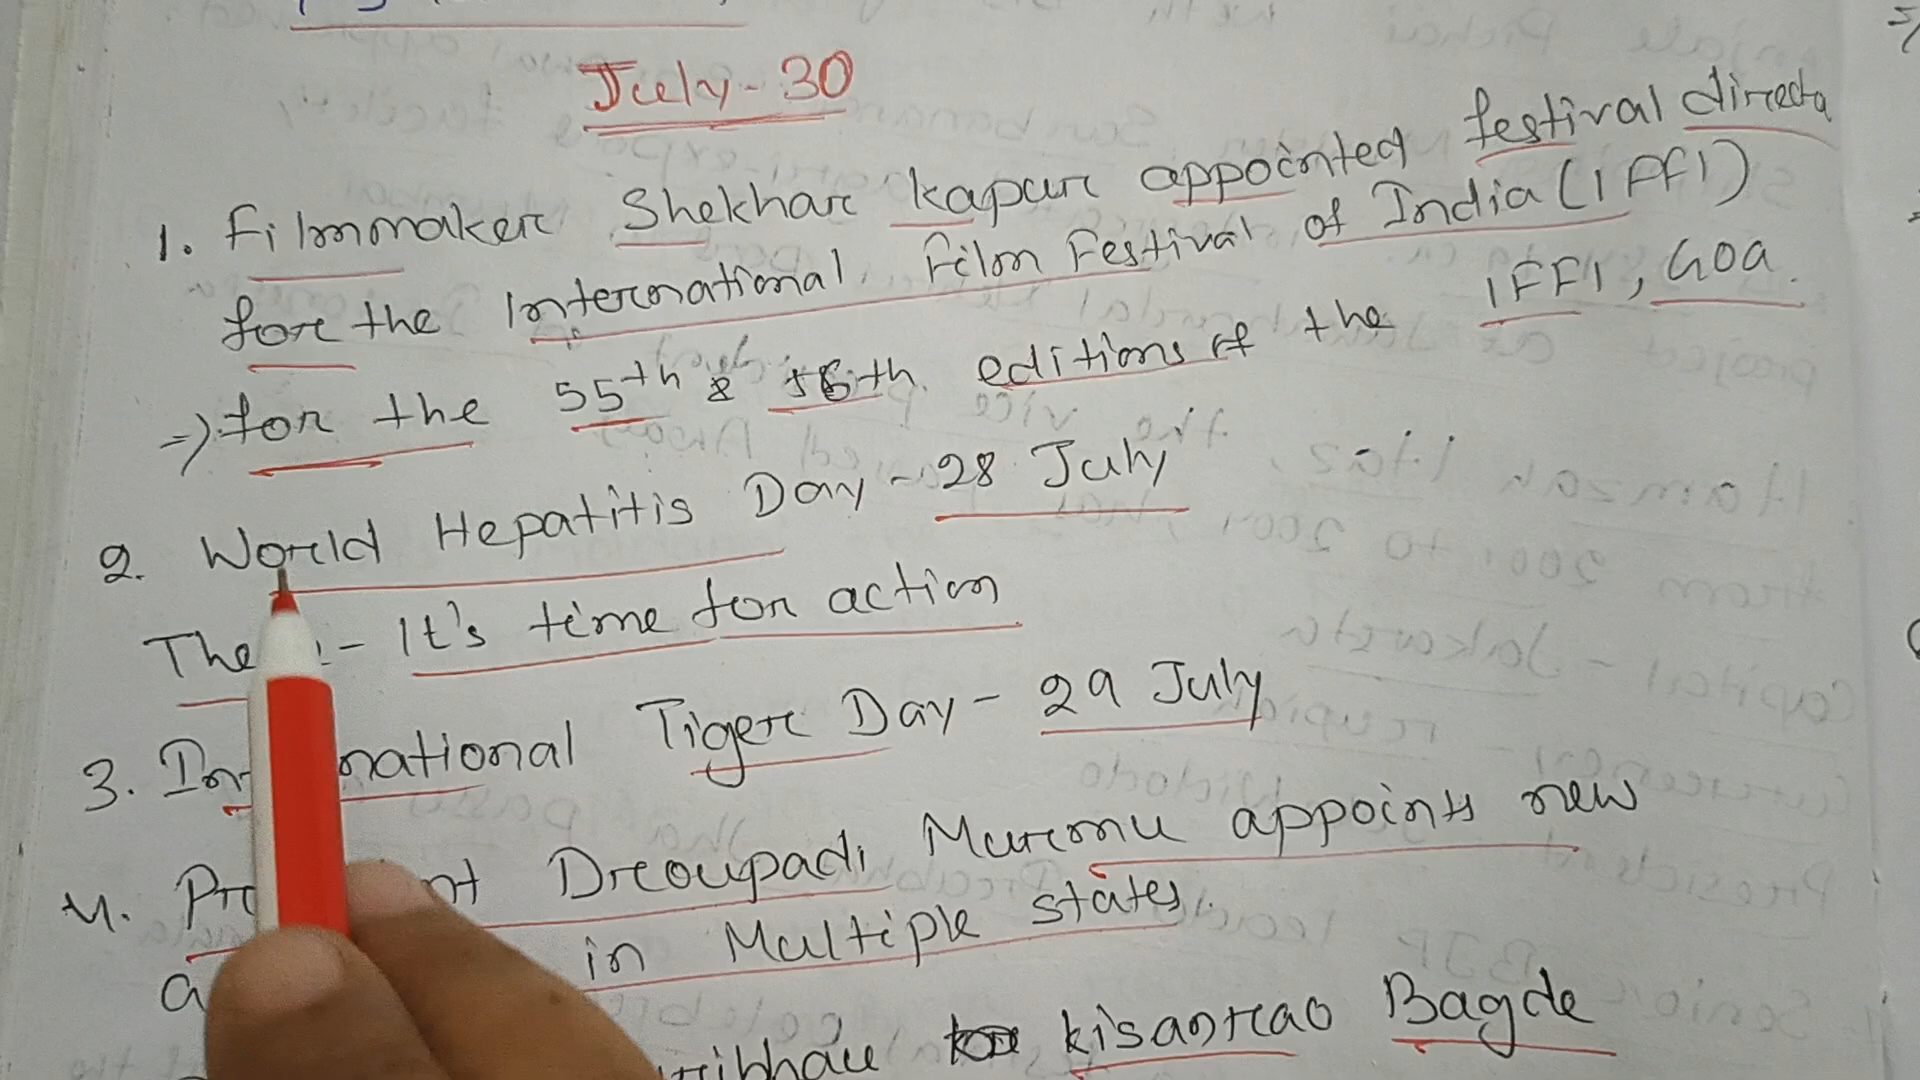 July - 30
1. Filmmaker Shekhar kapur appointed festival directo
for the International Film Festival of India (IFFI)
⇒ for the 55th & 56th editions of the IFFI, Goa.
2. World Hepatitis Day - 28 July
The - It's time for action
3. In national Tiger Day - 29 July
4. Pr nt Droupadi Murmu appoints new
in Multiple states.
kisanrao Bagde